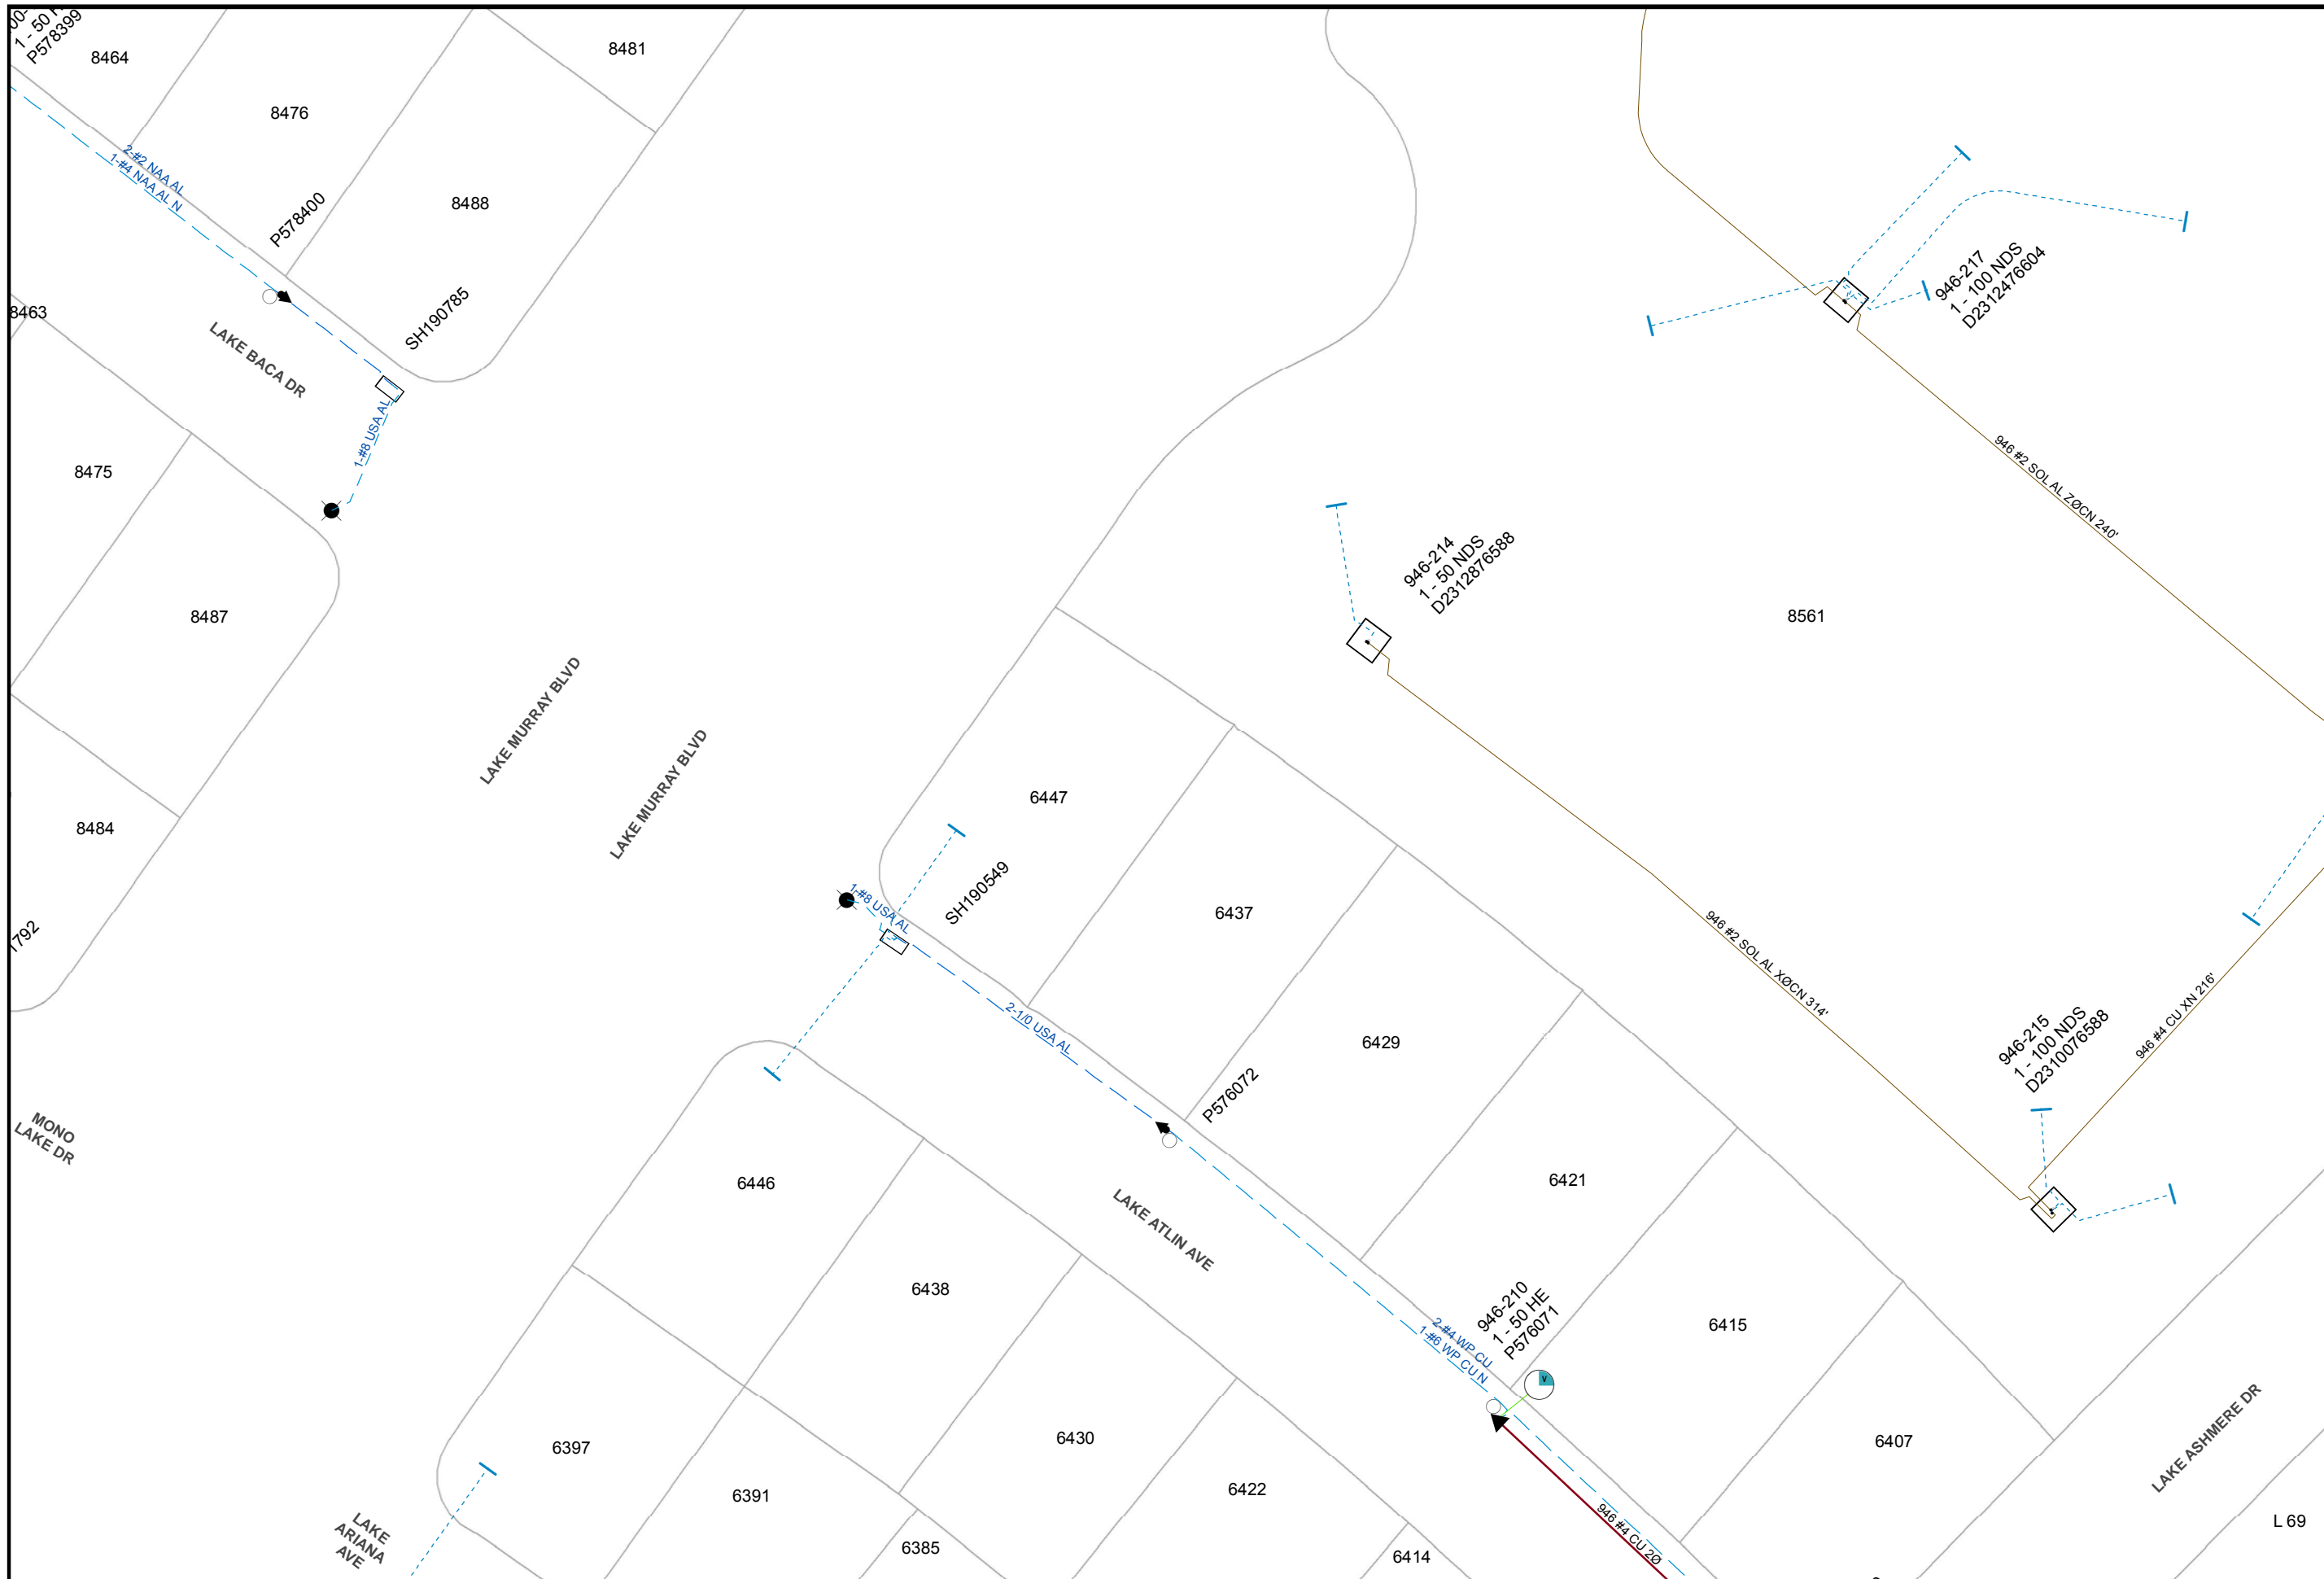 1 - 50
P578399
8464
8476
8481
8488
2-#2 NAA AL
1-#4 NAA AL N
P578400
SH190785
8463
LAKE BACA DR
1-#8 USA AL
8475
8487
8484
LAKE MURRAY BLVD
LAKE MURRAY BLVD
946-217
1 - 100 NDS
D2312476604
946 #2 SOL AL ZØCN 240'
946-214
1 - 50 NDS
D2312876588
8561
6447
SH190549
1-#8 USA AL
6437
2-1/0 USA AL
6429
P576072
946 #2 SOL AL XØCN 314'
946-215
1 - 100 NDS
D2310076588
946 #4 CU XN 216'
1792
MONO
LAKE DR
6446
6421
LAKE ATLIN AVE
6438
946-210
1 - 50 HE
P576071
2-#4 WP CU
1-#6 WP CU N
V
6415
6407
LAKE ASHMERE DR
6397
6391
6430
6422
LAKE
ARIANA
AVE
6385
6414
946 #4 CU 2Ø
L 69